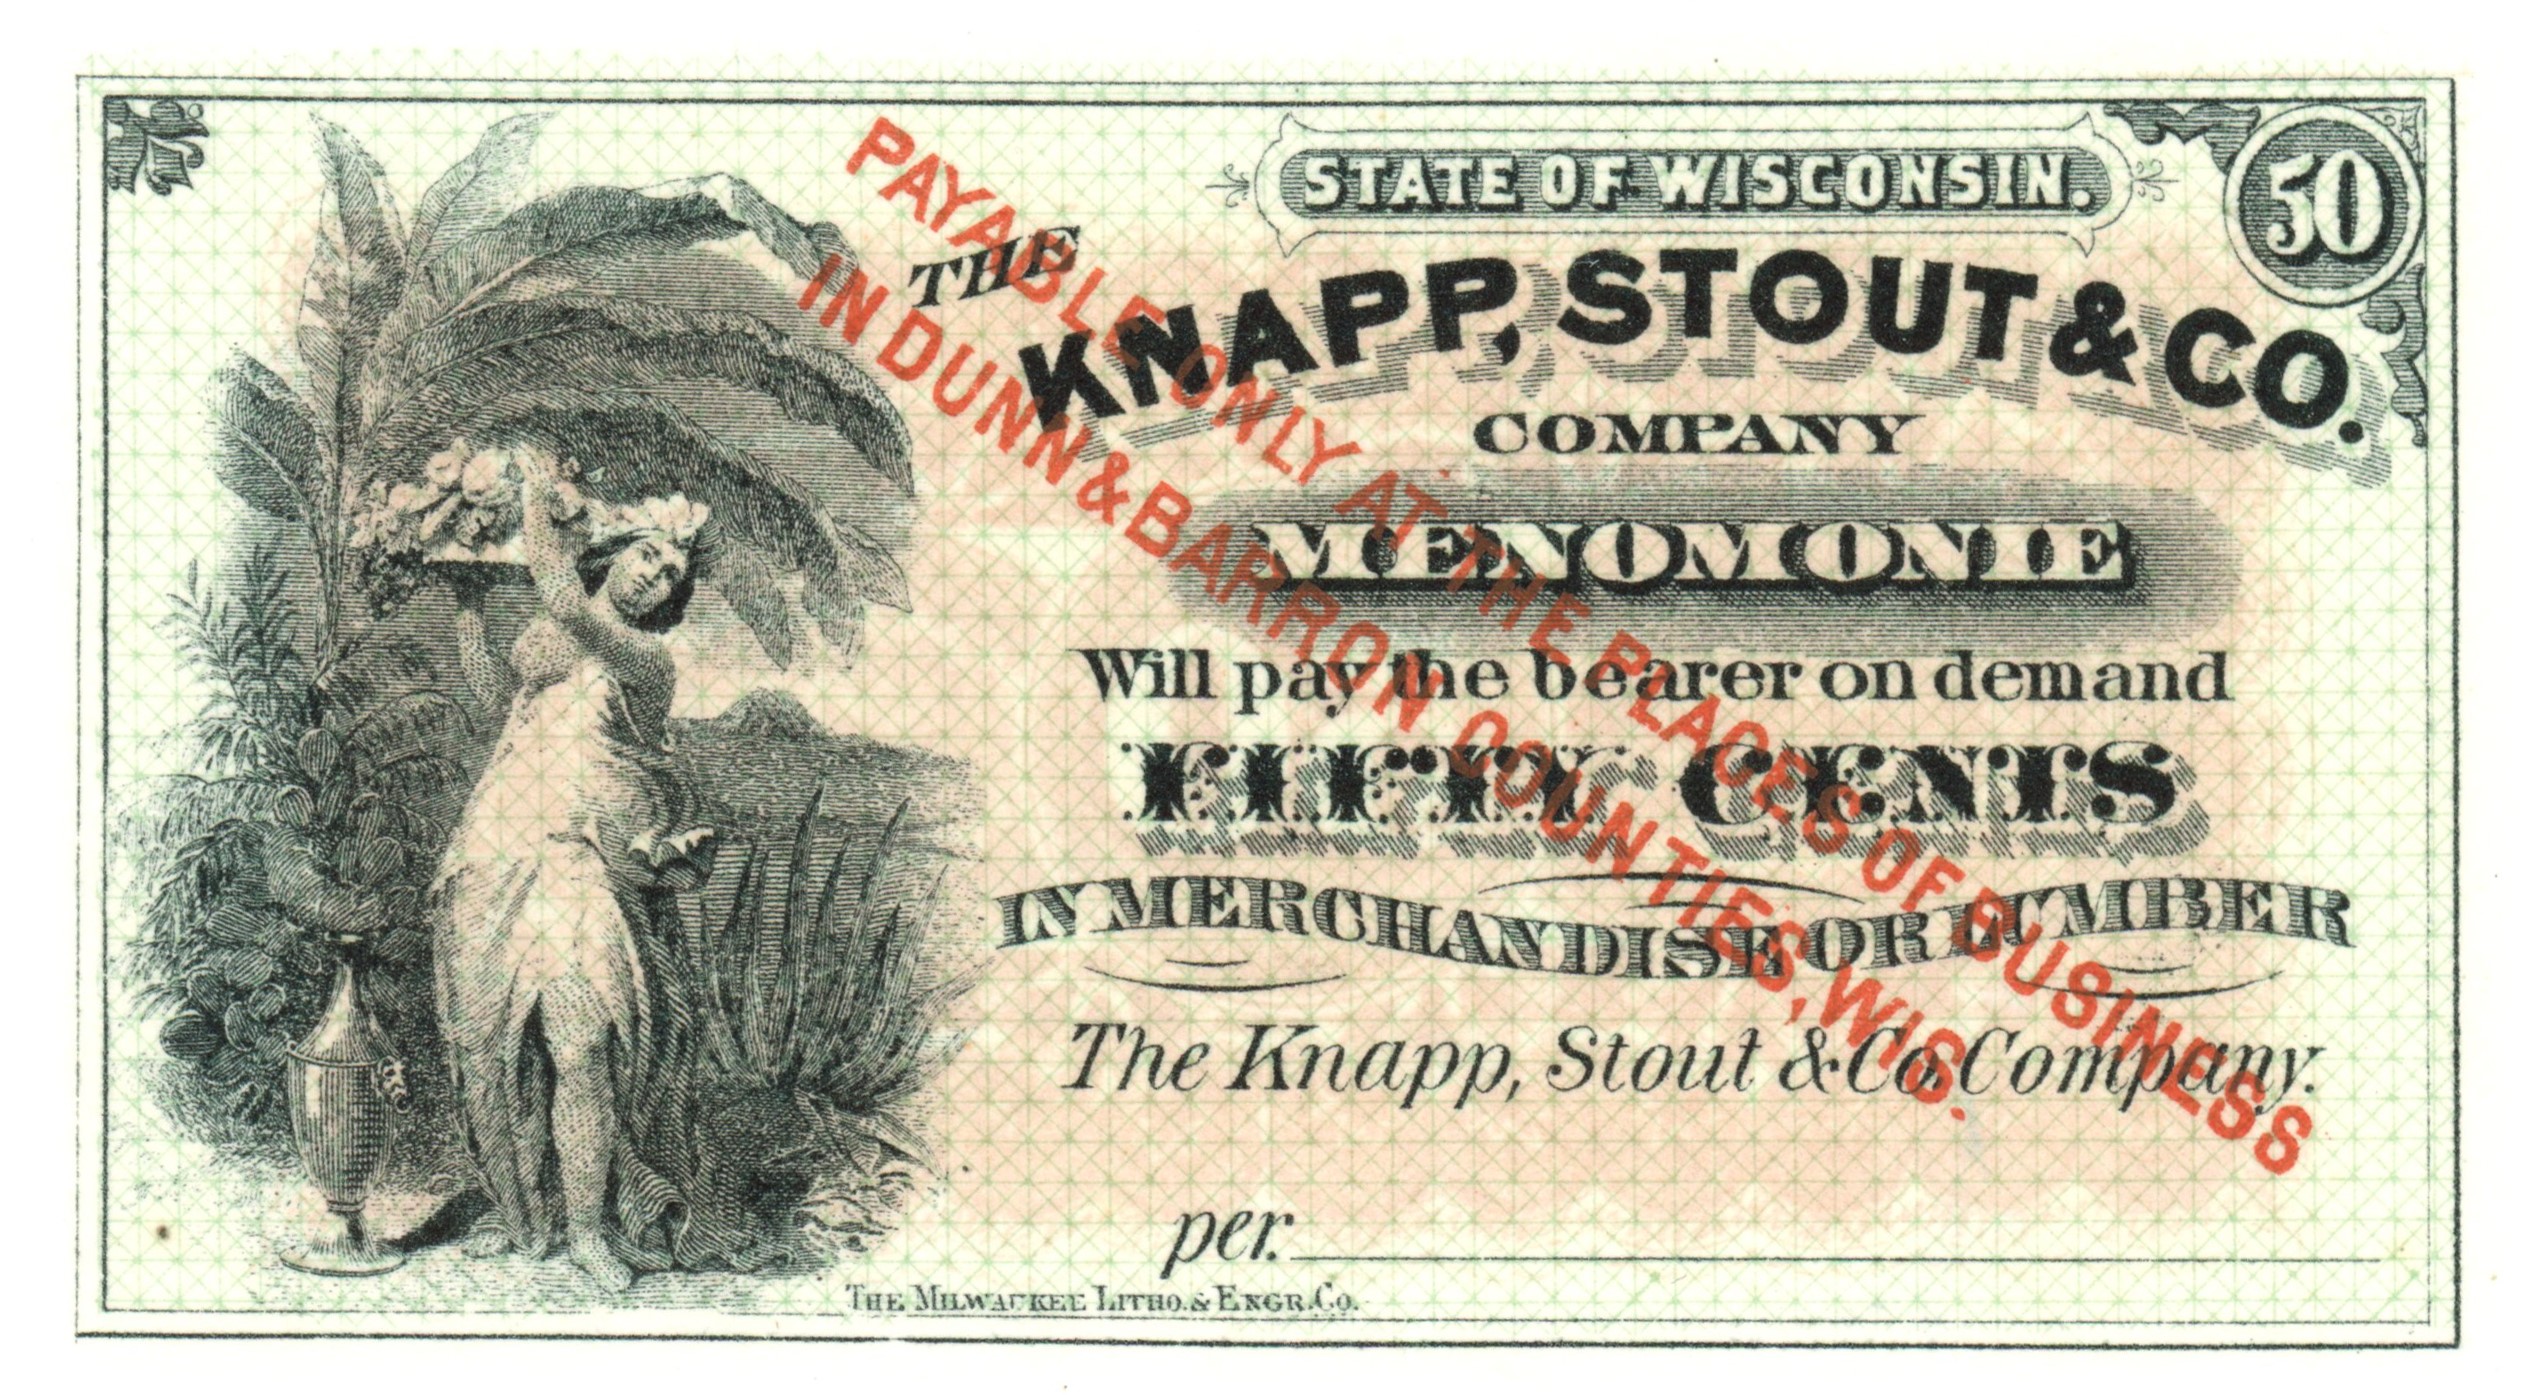 STATE OF WISCONSIN.
50
THE
KNAPP, STOUT & CO.
COMPANY
MENOMONIE
Will pay the bearer on demand
FIFTY CENTS
IN MERCHANDISE OR LUMBER
The Knapp, Stout & Co. Company.
per.
THE MILWAUKEE LITHO. & ENGR. CO.
PAYABLE ONLY AT THE PLACES OF BUSINESS
IN DUNN & BARRON COUNTIES, WIS.